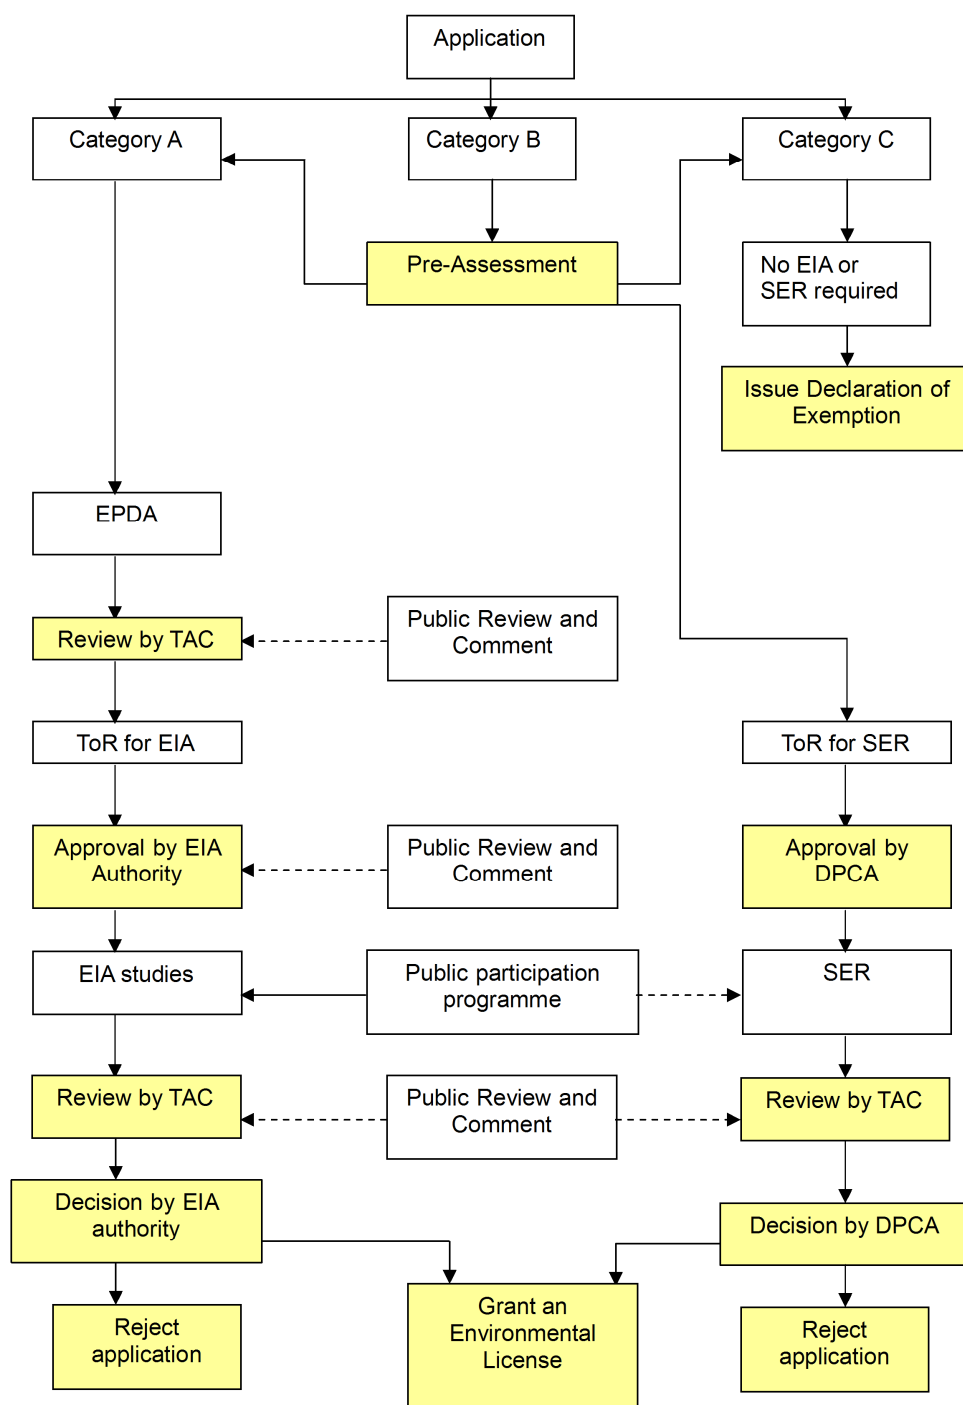 Application
Category A
Category B
Category C
Pre-Assessment
No EIA or
SER required
Issue Declaration of
Exemption
EPDA
Review by TAC
Public Review and
Comment
ToR for EIA
ToR for SER
Approval by EIA
Authority
Public Review and
Comment
Approval by
DPCA
EIA studies
Public participation
programme
SER
Review by TAC
Public Review and
Comment
Review by TAC
Decision by EIA
authority
Decision by DPCA
Reject
application
Grant an
Environmental
License
Reject
application